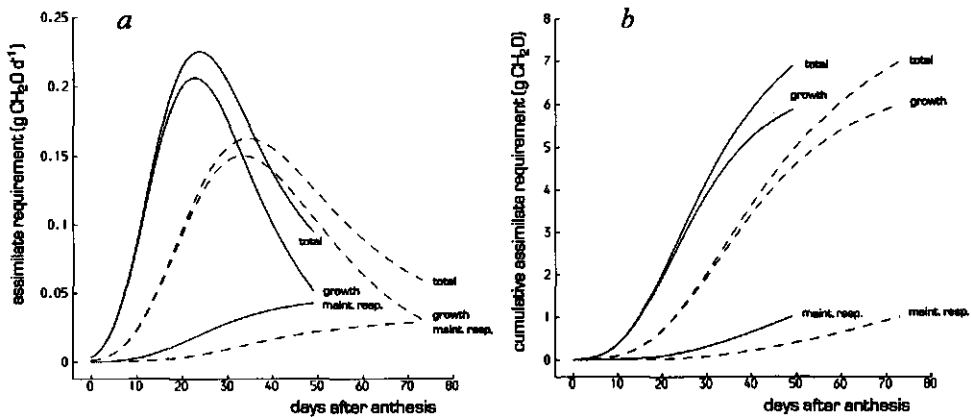 a
assimilate requirement (g CH₂O d⁻¹)
0.25
0.2
0.15
0.1
0.05
0
total
growth
maint. resp.
total
growth
maint. resp.
0 10 20 30 40 50 60 70 80
days after anthesis
b
cumulative assimilate requirement (g CH₂O)
8
7
6
5
4
3
2
1
0
total
growth
total
growth
maint. resp.
maint. resp.
0 10 20 30 40 50 60 70 80
days after anthesis